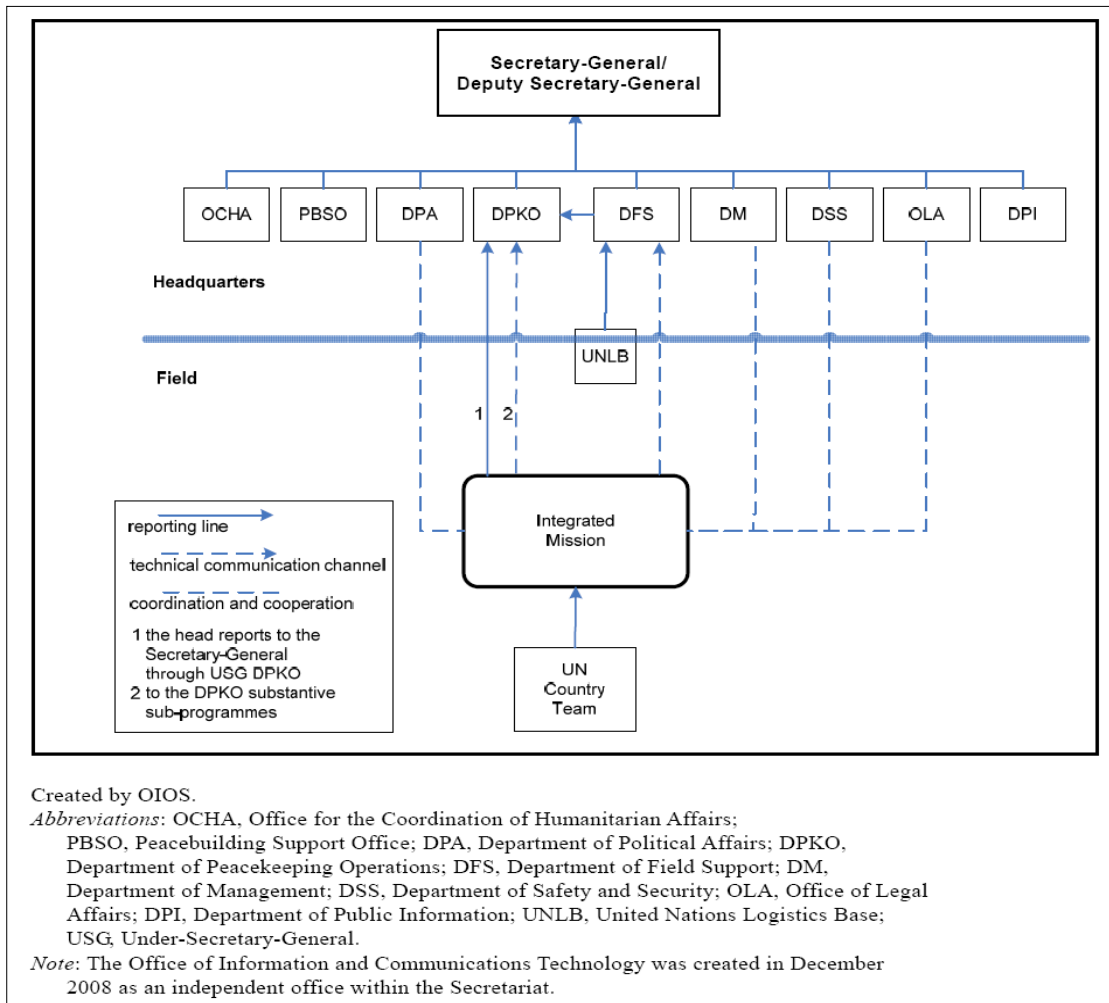 Secretary-General/
Deputy Secretary-General
OCHA
PBSO
DPA
DPKO
DFS
DM
DSS
OLA
DPI
Headquarters
UNLB
Field
1
2
Integrated
Mission
reporting line
technical communication channel
coordination and cooperation
1 the head reports to the
Secretary-General
through USG DPKO
2 to the DPKO substantive
sub-programmes
UN
Country
Team
Created by OIOS.
Abbreviations: OCHA, Office for the Coordination of Humanitarian Affairs;
PBSO, Peacebuilding Support Office; DPA, Department of Political Affairs; DPKO,
Department of Peacekeeping Operations; DFS, Department of Field Support; DM,
Department of Management; DSS, Department of Safety and Security; OLA, Office of Legal
Affairs; DPI, Department of Public Information; UNLB, United Nations Logistics Base;
USG, Under-Secretary-General.
Note: The Office of Information and Communications Technology was created in December
2008 as an independent office within the Secretariat.